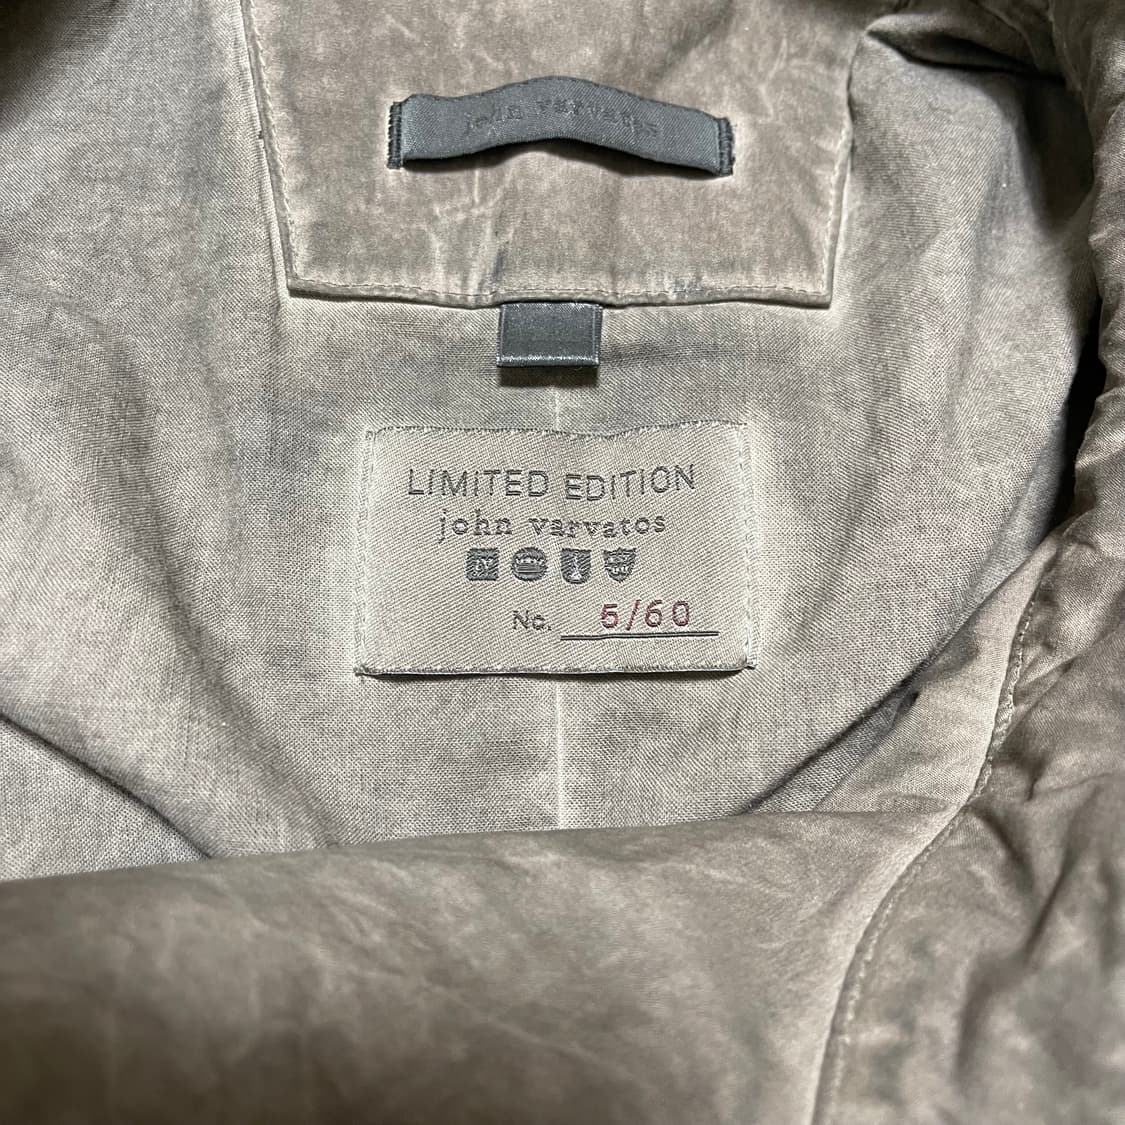 john varvatos
LIMITED EDITION
john varvatos
No. 5/60